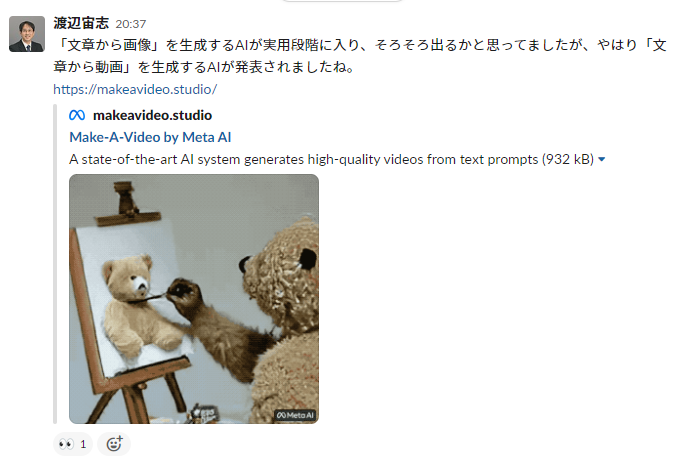 渡辺宙志 20:37
「文章から画像」を生成するAIが実用段階に入り、そろそろ出るかと思ってましたが、やはり「文
章から動画」を生成するAIが発表されましたね。
https://makeavideo.studio/
makeavideo.studio
Make-A-Video by Meta AI
A state-of-the-art AI system generates high-quality videos from text prompts (932 kB)
Meta AI
1